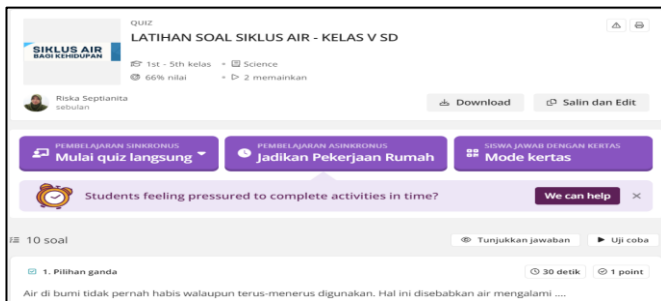 QUIZ
LATIHAN SOAL SIKLUS AIR - KELAS V SD
SIKLUS AIR
BAGI KEHIDUPAN
1st - 5th kelas • Science
66% nilai • 2 memainkan
Riska Septianita
sebulan
Download
Salin dan Edit
PEMBELAJARAN SINKRONUS
Mulai quiz langsung
PEMBELAJARAN ASINKRONUS
Jadikan Pekerjaan Rumah
SISWA JAWAB DENGAN KERTAS
Mode kertas
Students feeling pressured to complete activities in time?
We can help ×
10 soal
Tunjukkan jawaban
Uji coba
1. Pilihan ganda
30 detik
1 point
Air di bumi tidak pernah habis walaupun terus-menerus digunakan. Hal ini disebabkan air mengalami ....